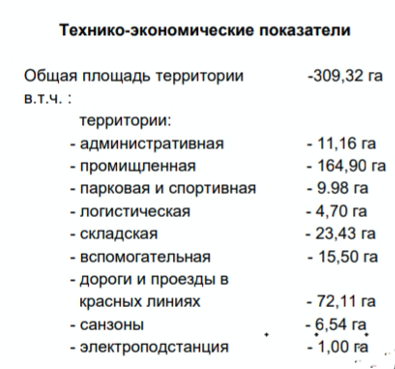 Технико-экономические показатели
Общая площадь территории -309,32 га
в.т.ч. :
территории:
- административная - 11,16 га
- промищленная - 164,90 га
- парковая и спортивная - 9.98 га
- логистическая - 4,70 га
- складская - 23,43 га
- вспомогательная - 15,50 га
- дороги и проезды в
красных линиях - 72,11 га
- санзоны - 6,54 га
- электроподстанция - 1,00 га